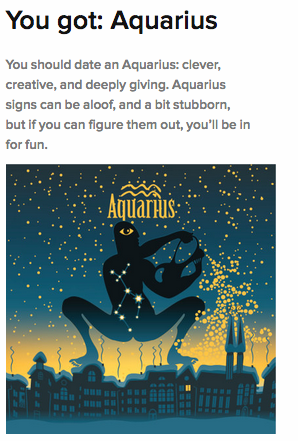 You got: Aquarius
You should date an Aquarius: clever,
creative, and deeply giving. Aquarius
signs can be aloof, and a bit stubborn,
but if you can figure them out, you'll be in
for fun.
Aquarius